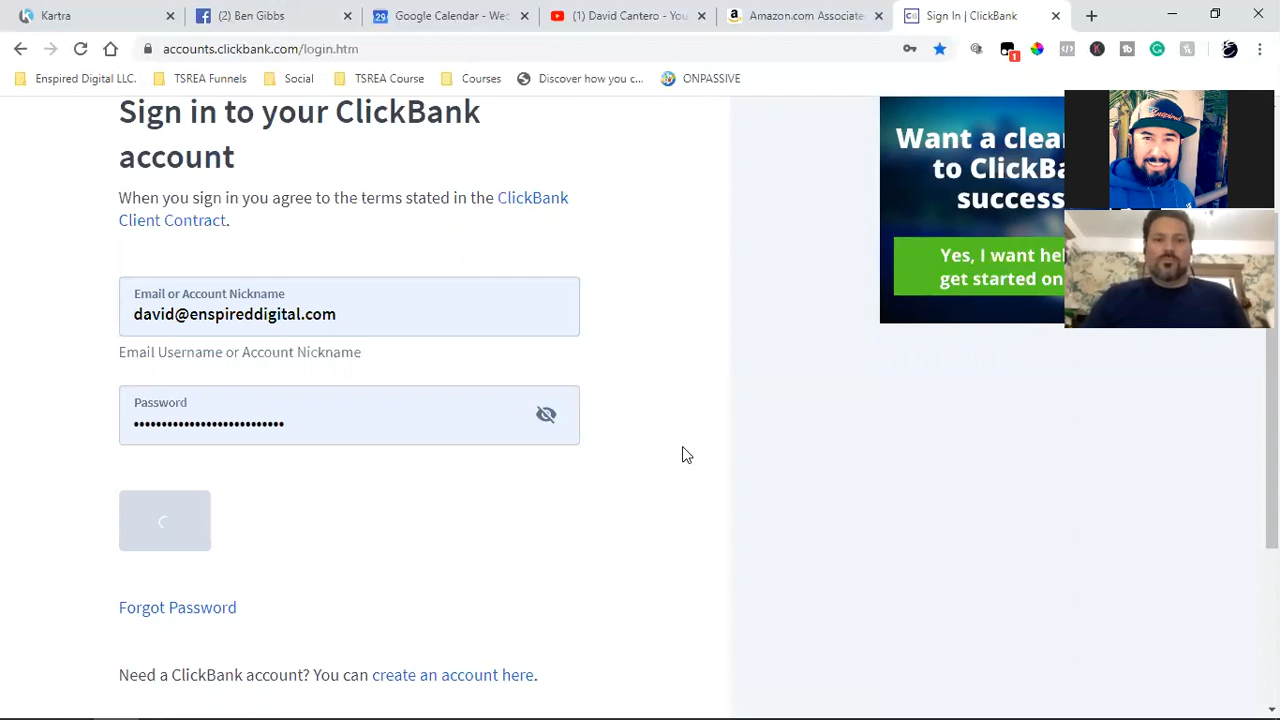 Kartra
(2) Ben Gibbs
Google Calendar - Wed
(1) David Cantero - You
Amazon.com Associate
Sign In | ClickBank
accounts.clickbank.com/login.htm
1
Enspired Digital LLC.
TSREA Funnels
Social
TSREA Course
Courses
Discover how you c...
ONPASSIVE
Sign in to your ClickBank
account
When you sign in you agree to the terms stated in the ClickBank
Client Contract.
Email or Account Nickname
david@enspireddigital.com
Email Username or Account Nickname
Password
Forgot Password
Need a ClickBank account? You can create an account here.
Want a clea
to ClickBa
success
Yes, I want hel
get started on